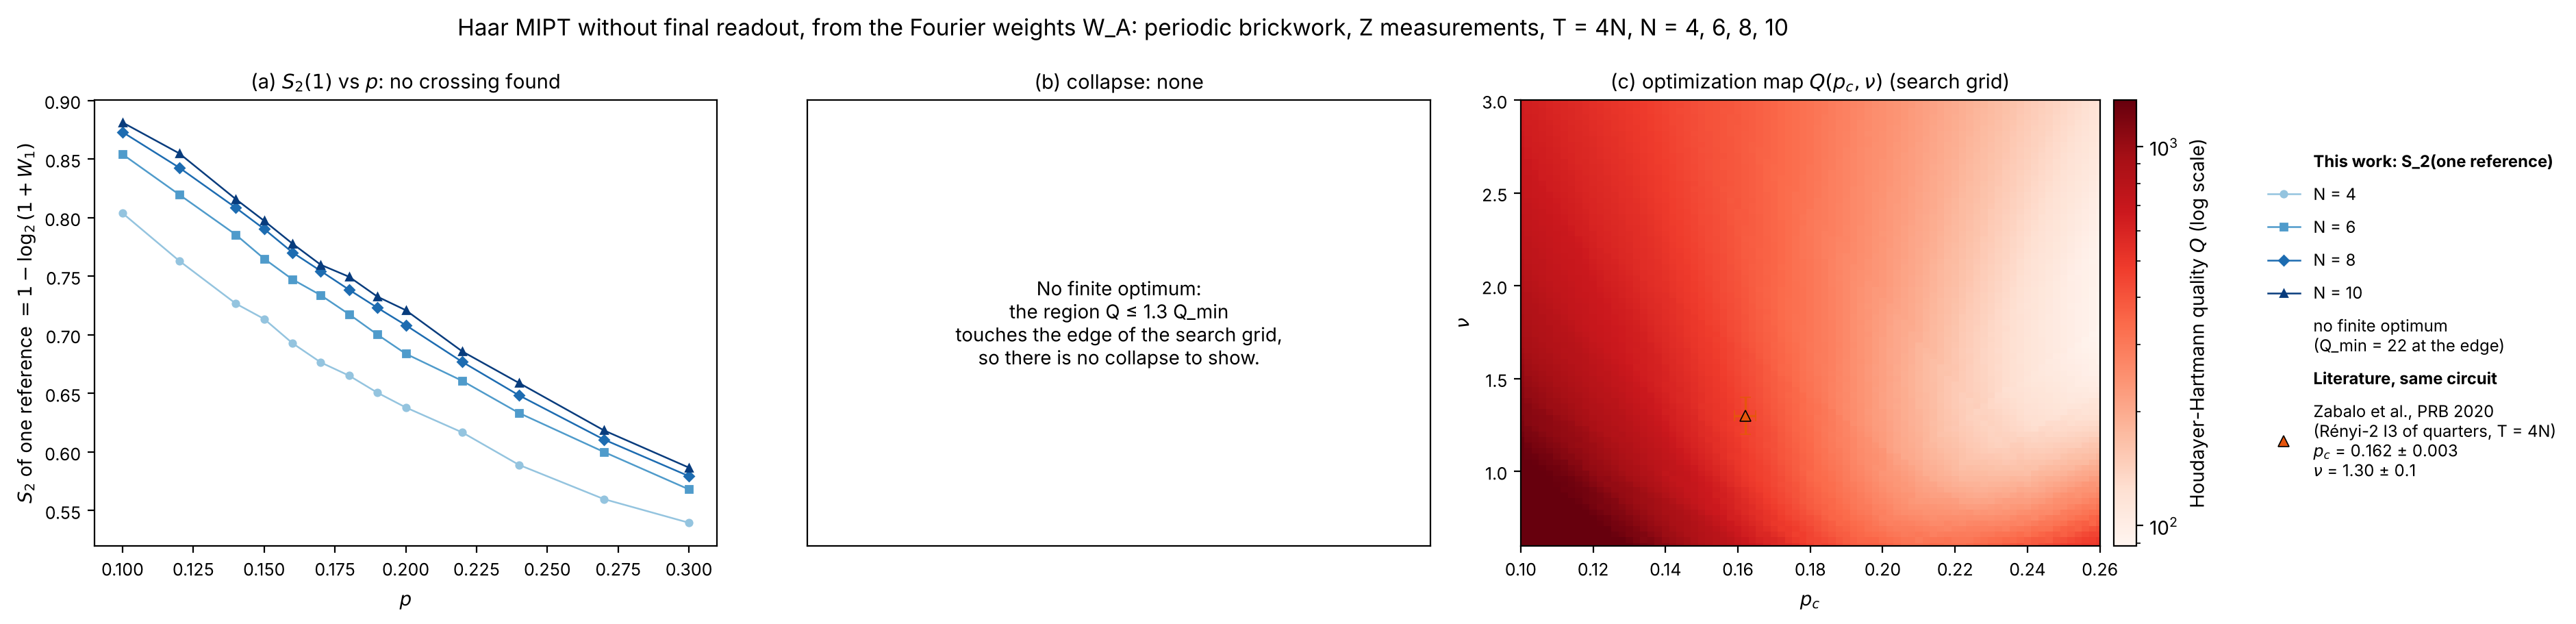 Haar MIPT without final readout, from the Fourier weights W_A: periodic brickwork, Z measurements, T = 4N, N = 4, 6, 8, 10
(a) S₂(1) vs p: no crossing found
S₂ of one reference = 1 − log₂(1 + W₁)
0.90
0.85
0.80
0.75
0.70
0.65
0.60
0.55
0.100 0.125 0.150 0.175 0.200 0.225 0.250 0.275 0.300
p
(b) collapse: none
No finite optimum:
the region Q ≤ 1.3 Q_min
touches the edge of the search grid,
so there is no collapse to show.
(c) optimization map Q(p_c, ν) (search grid)
ν
3.0
2.5
2.0
1.5
1.0
0.10 0.12 0.14 0.16 0.18 0.20 0.22 0.24 0.26
p_c
10³
10²
Houdayer-Hartmann quality Q (log scale)
This work: S_2(one reference)
N = 4
N = 6
N = 8
N = 10
no finite optimum
(Q_min = 22 at the edge)
Literature, same circuit
Zabalo et al., PRB 2020
(Rényi-2 I3 of quarters, T = 4N)
p_c = 0.162 ± 0.003
ν = 1.30 ± 0.1